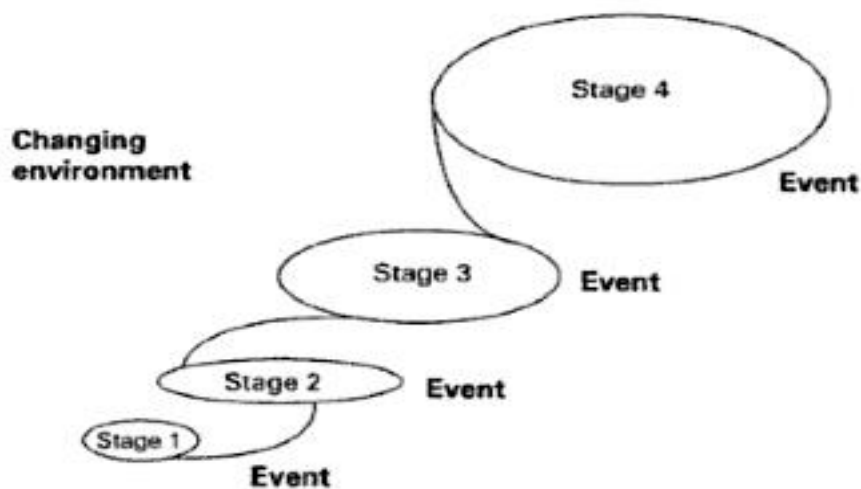 Stage 4
Changing
environment
Event
Stage 3
Event
Stage 2
Event
Stage 1
Event